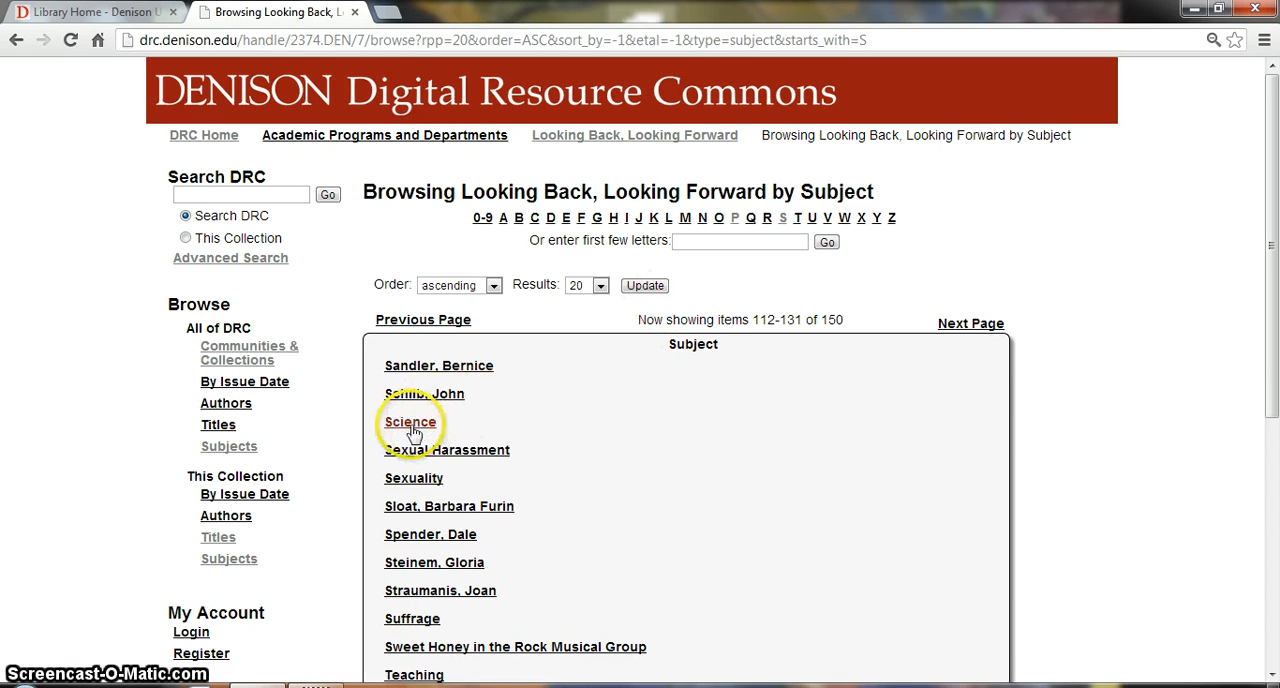 Library Home - Denison U
Browsing Looking Back, L
drc.denison.edu/handle/2374.DEN/7/browse?rpp=20&order=ASC&sort_by=-1&etal=-1&type=subject&starts_with=S
DENISON Digital Resource Commons
DRC Home Academic Programs and Departments Looking Back, Looking Forward Browsing Looking Back, Looking Forward by Subject
Search DRC
Go
Search DRC
This Collection
Advanced Search
Browse
All of DRC
Communities &
Collections
By Issue Date
Authors
Titles
Subjects
This Collection
By Issue Date
Authors
Titles
Subjects
My Account
Login
Register
Browsing Looking Back, Looking Forward by Subject
0-9 A B C D E F G H I J K L M N O P Q R S T U V W X Y Z
Or enter first few letters: Go
Order: ascending Results: 20 Update
Previous Page Now showing items 112-131 of 150 Next Page
Subject
Sandler, Bernice
John
Science
Sexual Harassment
Sexuality
Sloat, Barbara Furin
Spender, Dale
Steinem, Gloria
Straumanis, Joan
Suffrage
Sweet Honey in the Rock Musical Group
Teaching
Screencast-O-Matic.com